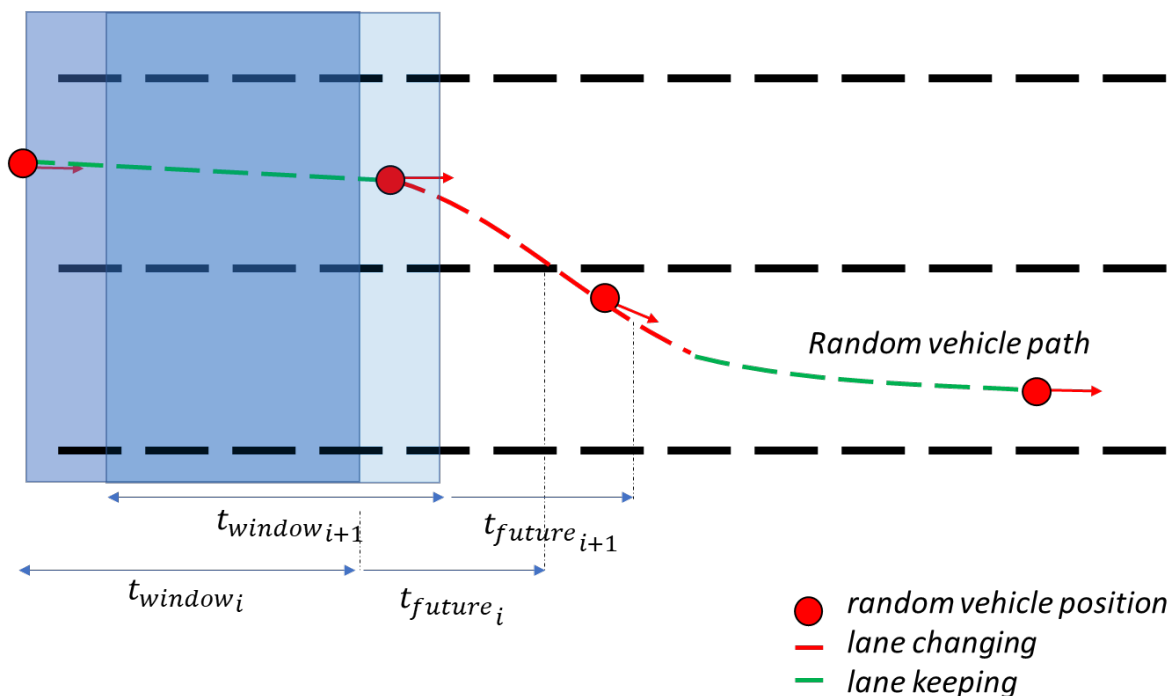 Random vehicle path
t_{window_{i+1}}
t_{future_{i+1}}
t_{window_i}
t_{future_i}
random vehicle position
lane changing
lane keeping